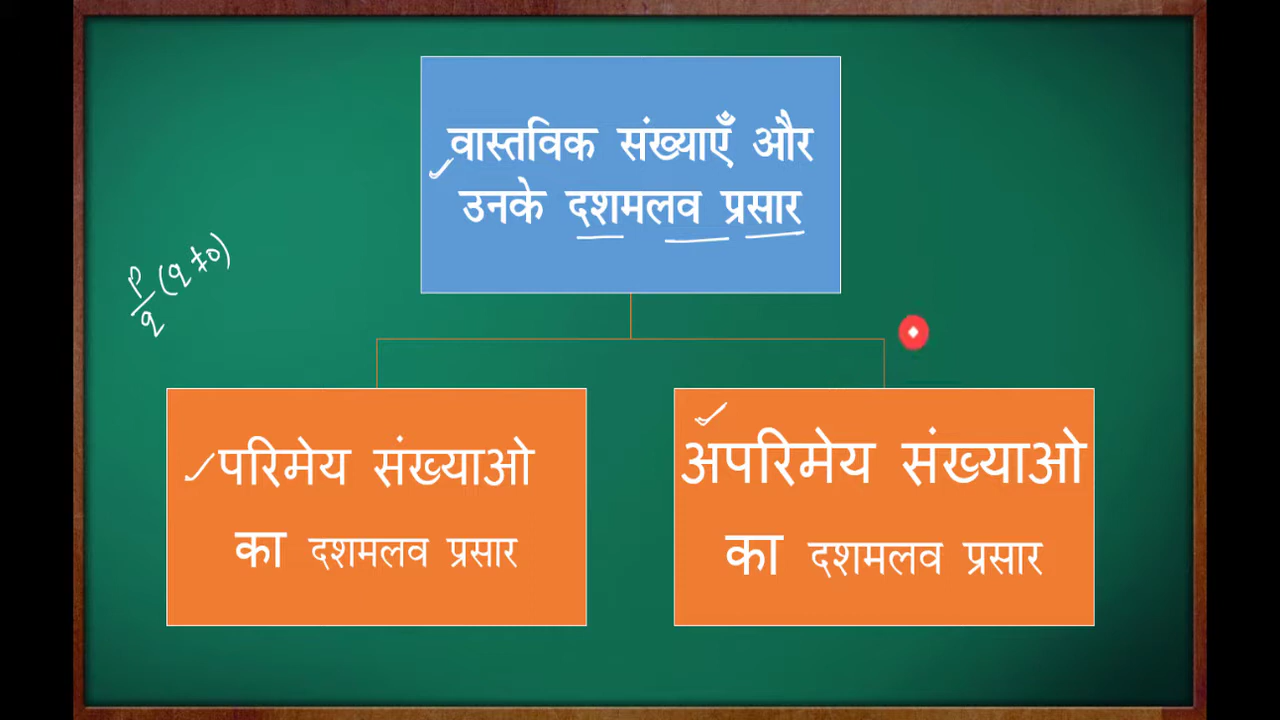 वास्तविक संख्याएँ और
उनके दशमलव प्रसार
p/q (q≠0)
परिमेय संख्याओ
का दशमलव प्रसार
अपरिमेय संख्याओ
का दशमलव प्रसार